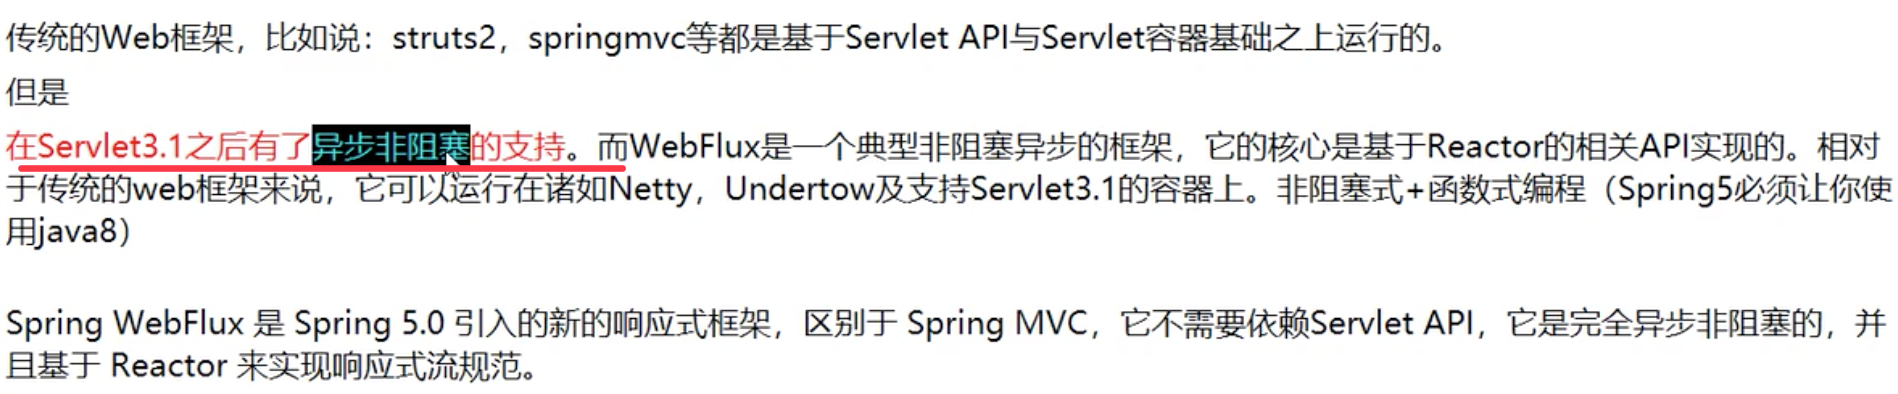 传统的Web框架，比如说：struts2，springmvc等都是基于Servlet API与Servlet容器基础之上运行的。
但是
在Servlet3.1之后有了异步非阻塞的支持。而WebFlux是一个典型非阻塞异步的框架，它的核心是基于Reactor的相关API实现的。相对
于传统的web框架来说，它可以运行在诸如Netty，Undertow及支持Servlet3.1的容器上。非阻塞式+函数式编程（Spring5必须让你使
用java8）
Spring WebFlux 是 Spring 5.0 引入的新的响应式框架，区别于 Spring MVC，它不需要依赖Servlet API，它是完全异步非阻塞的，并
且基于 Reactor 来实现响应式流规范。